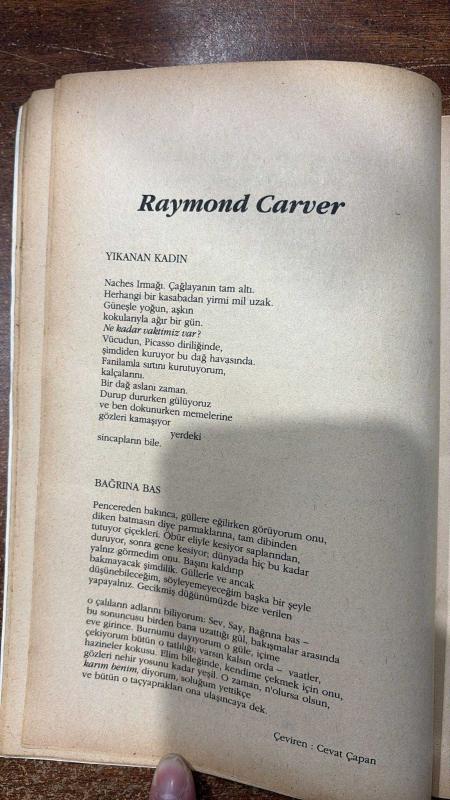 Raymond Carver
YIKANAN KADIN
Naches Irmağı. Çağlayanın tam altı.
Herhangi bir kasabadan yirmi mil uzak.
Güneşle yoğun, aşkın
kokularıyla ağır bir gün.
Ne kadar vaktimiz var?
Vücudun, Picasso diriliğinde,
şimdiden kuruyor bu dağ havasında.
Fanilamla sırtını kurutuyorum,
kalçalarını.
Bir dağ aslanı zaman.
Durup dururken gülüyoruz
ve ben dokunurken memelerine
gözleri kamaşıyor
yerdeki
sincapların bile.
BAĞRINA BAS
Pencereden bakınca, güllere eğilirken görüyorum onu,
diken batmasın diye parmaklarına, tam dibinden
tutuyor çiçekleri. Öbür eliyle kesiyor saplarından,
duruyor, sonra gene kesiyor; dünyada hiç bu kadar
yalnız görmedim onu. Başını kaldırıp
bakmayacak şimdilik. Güllerle ve ancak
düşünebileceğim, söyleyemeyeceğim başka bir şeyle
yapayalnız. Gecikmiş düğünümüzde bize verilen
o çalıların adlarını biliyorum: Sev, Say, Bağrına bas –
bu sonuncusu birden bana uzattığı gül, bakışmalar arasında
eve girince. Burnumu dayıyorum o güle, içime
çekiyorum bütün o tatlılığı; varsın kalsın orda – vaatler,
hazineler kokusu. Elim bileğinde, kendime çekmek için onu,
gözleri nehir yosunu kadar yeşil. O zaman, n'olursa olsun,
karım benim, diyorum, soluğum yettikçe
ve bütün o taçyapraklan ona ulaşıncaya dek.
Çeviren : Cevat Çapan